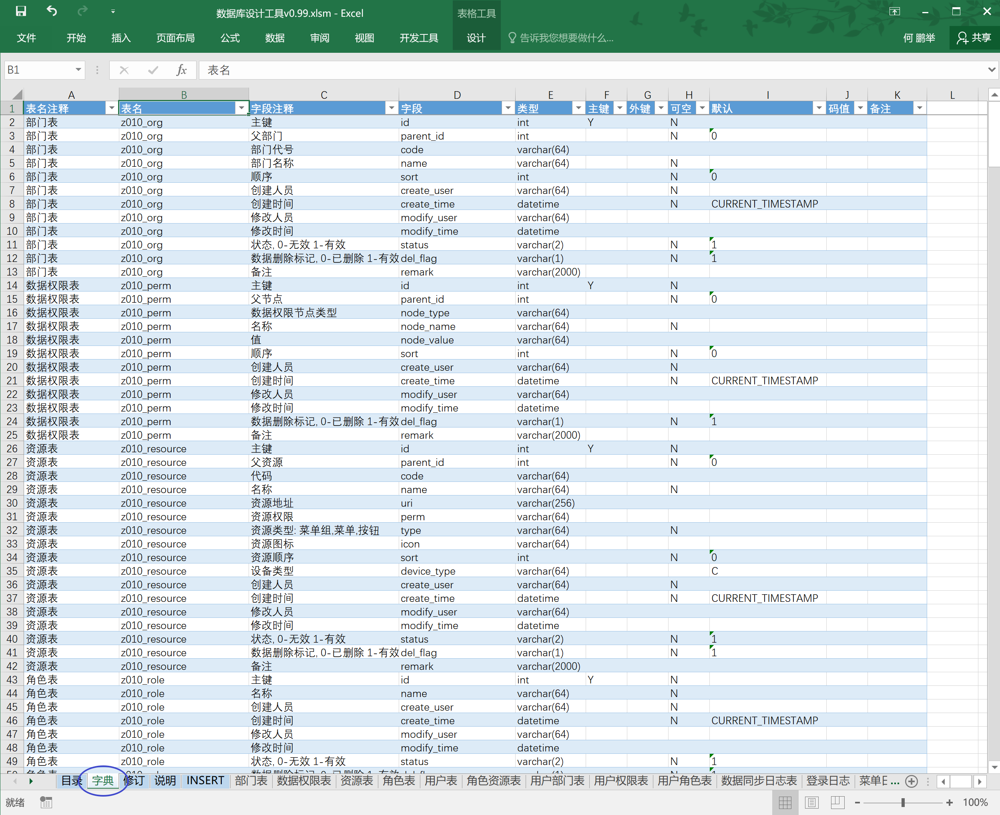 数据库设计工具v0.99.xlsm - Excel 表格工具
文件 开始 插入 页面布局 公式 数据 审阅 视图 开发工具 设计 告诉我您想要做什么... 何 鹏举 共享
B1 fx 表名
A B C D E F G H I J K L
1 表名注释 表名 字段注释 字段 类型 主键 外键 可空 默认 码值 备注
2 部门表 z010_org 主键 id int Y N
3 部门表 z010_org 父部门 parent_id int N 0
4 部门表 z010_org 部门代号 code varchar(64)
5 部门表 z010_org 部门名称 name varchar(64) N
6 部门表 z010_org 顺序 sort int N 0
7 部门表 z010_org 创建人员 create_user varchar(64) N
8 部门表 z010_org 创建时间 create_time datetime N CURRENT_TIMESTAMP
9 部门表 z010_org 修改人员 modify_user varchar(64)
10 部门表 z010_org 修改时间 modify_time datetime
11 部门表 z010_org 状态, 0-无效 1-有效 status varchar(2) N 1
12 部门表 z010_org 数据删除标记, 0-已删除 1-有效 del_flag varchar(1) N 1
13 部门表 z010_org 备注 remark varchar(2000)
14 数据权限表 z010_perm 主键 id int Y N
15 数据权限表 z010_perm 父节点 parent_id int N 0
16 数据权限表 z010_perm 数据权限节点类型 node_type varchar(64)
17 数据权限表 z010_perm 名称 node_name varchar(64) N
18 数据权限表 z010_perm 值 node_value varchar(64)
19 数据权限表 z010_perm 顺序 sort int N 0
20 数据权限表 z010_perm 创建人员 create_user varchar(64) N
21 数据权限表 z010_perm 创建时间 create_time datetime N CURRENT_TIMESTAMP
22 数据权限表 z010_perm 修改人员 modify_user varchar(64)
23 数据权限表 z010_perm 修改时间 modify_time datetime
24 数据权限表 z010_perm 数据删除标记, 0-已删除 1-有效 del_flag varchar(1) N 1
25 数据权限表 z010_perm 备注 remark varchar(2000)
26 资源表 z010_resource 主键 id int Y N
27 资源表 z010_resource 父资源 parent_id int N 0
28 资源表 z010_resource 代码 code varchar(64)
29 资源表 z010_resource 名称 name varchar(64) N
30 资源表 z010_resource 资源地址 uri varchar(256)
31 资源表 z010_resource 资源权限 perm varchar(64)
32 资源表 z010_resource 资源类型: 菜单组,菜单,按钮 type varchar(64) N
33 资源表 z010_resource 资源图标 icon varchar(64)
34 资源表 z010_resource 资源顺序 sort int N 0
35 资源表 z010_resource 设备类型 device_type varchar(64) C
36 资源表 z010_resource 创建人员 create_user varchar(64) N
37 资源表 z010_resource 创建时间 create_time datetime N CURRENT_TIMESTAMP
38 资源表 z010_resource 修改人员 modify_user varchar(64)
39 资源表 z010_resource 修改时间 modify_time datetime
40 资源表 z010_resource 状态, 0-无效 1-有效 status varchar(2) N 1
41 资源表 z010_resource 数据删除标记, 0-已删除 1-有效 del_flag varchar(1) N 1
42 资源表 z010_resource 备注 remark varchar(2000)
43 角色表 z010_role 主键 id int Y N
44 角色表 z010_role 名称 name varchar(64) N
45 角色表 z010_role 创建人员 create_user varchar(64) N
46 角色表 z010_role 创建时间 create_time datetime N CURRENT_TIMESTAMP
47 角色表 z010_role 修改人员 modify_user varchar(64)
48 角色表 z010_role 修改时间 modify_time datetime
49 角色表 z010_role 状态, 0-无效 1-有效 status varchar(2) N 1
目录 字典 修订 说明 INSERT 部门表 数据权限表 资源表 角色表 用户表 角色资源表 用户部门表 用户权限表 用户角色表 数据同步日志表 登录日志 菜单日 ...
就绪 100%